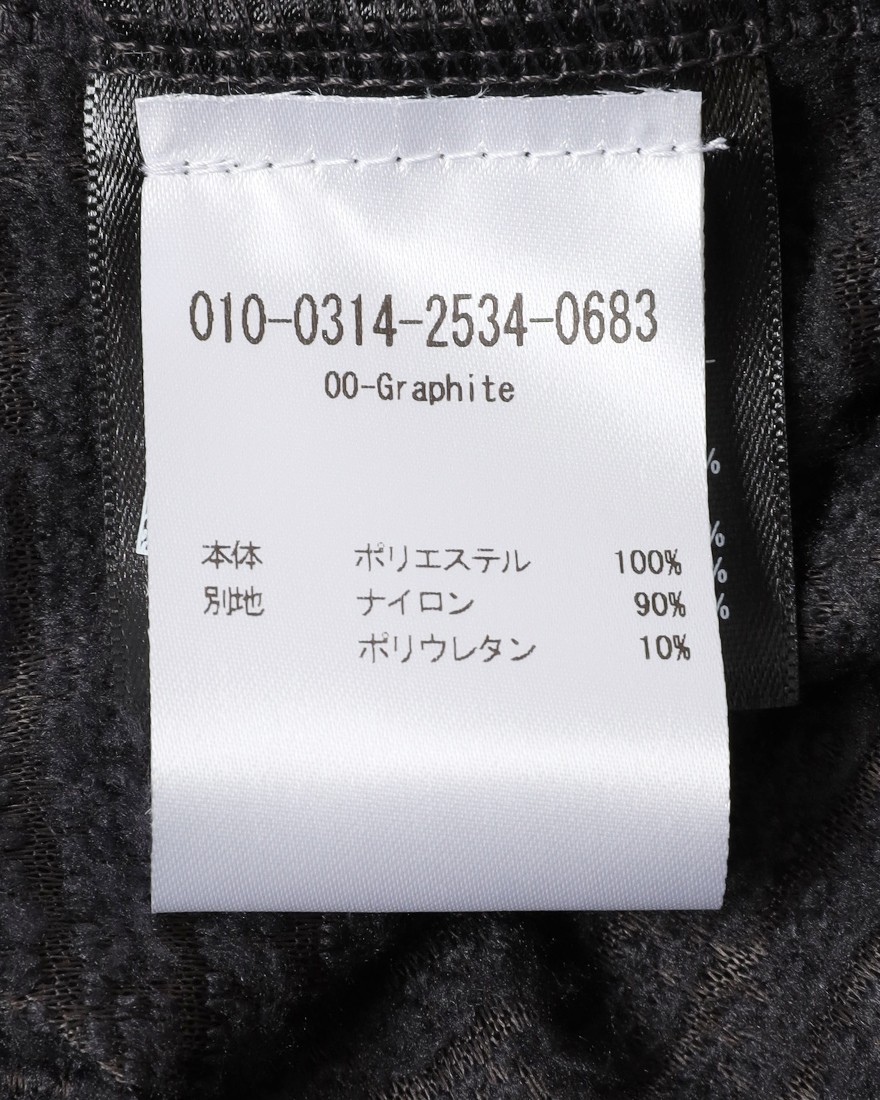 010-0314-2534-0683
00-Graphite
本体 ポリエステル 100%
別地 ナイロン 90%
ポリウレタン 10%
%
%
%
%